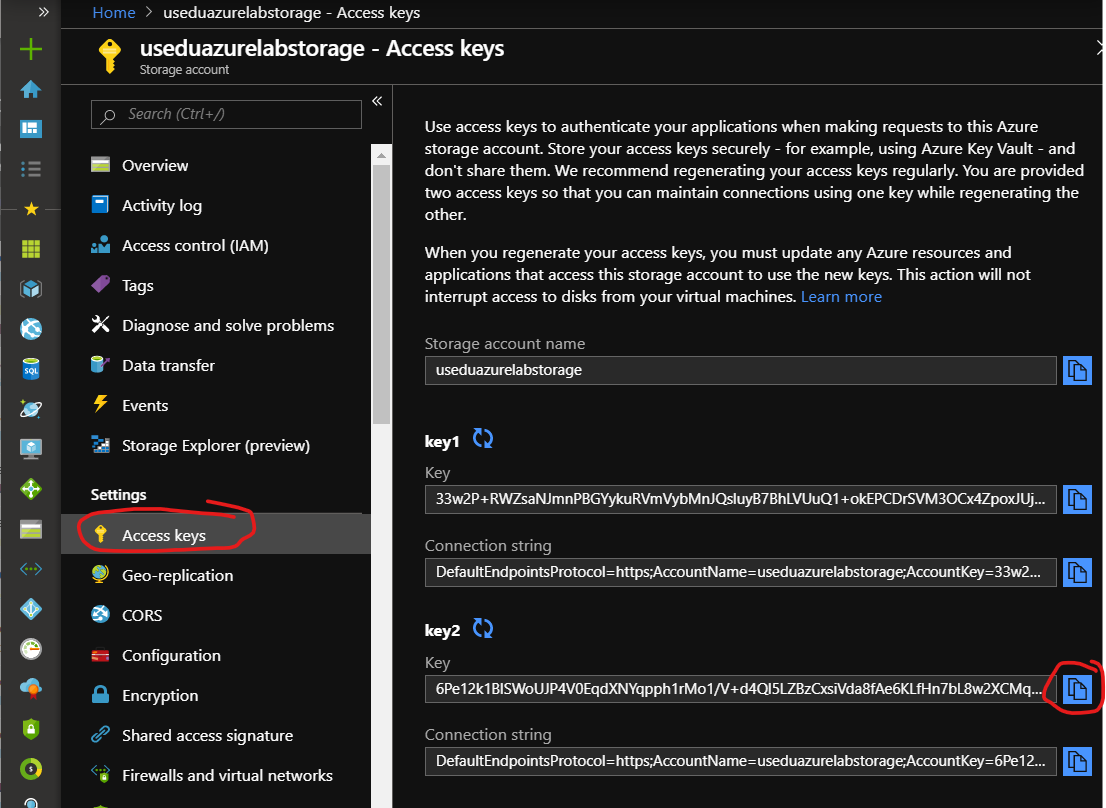 Home > useduazurelabstorage - Access keys
useduazurelabstorage - Access keys
Storage account
Search (Ctrl+/)
Overview
Activity log
Access control (IAM)
Tags
Diagnose and solve problems
Data transfer
Events
Storage Explorer (preview)
Settings
Access keys
Geo-replication
CORS
Configuration
Encryption
Shared access signature
Firewalls and virtual networks
Use access keys to authenticate your applications when making requests to this Azure
storage account. Store your access keys securely - for example, using Azure Key Vault - and
don't share them. We recommend regenerating your access keys regularly. You are provided
two access keys so that you can maintain connections using one key while regenerating the
other.
When you regenerate your access keys, you must update any Azure resources and
applications that access this storage account to use the new keys. This action will not
interrupt access to disks from your virtual machines. Learn more
Storage account name
useduazurelabstorage
key1
Key
33w2P+RWZsaNJmnPBGYykuRVmVybMnJQsluyB7BhLVUuQ1+okEPCDrSVM3OCx4ZpoxJUj...
Connection string
DefaultEndpointsProtocol=https;AccountName=useduazurelabstorage;AccountKey=33w2...
key2
Key
6Pe12k1BISWoUJP4V0EqdXNYqpph1rMo1/V+d4QI5LZBzCxsiVda8fAe6KLfHn7bL8w2XCMq...
Connection string
DefaultEndpointsProtocol=https;AccountName=useduazurelabstorage;AccountKey=6Pe12...
SQL